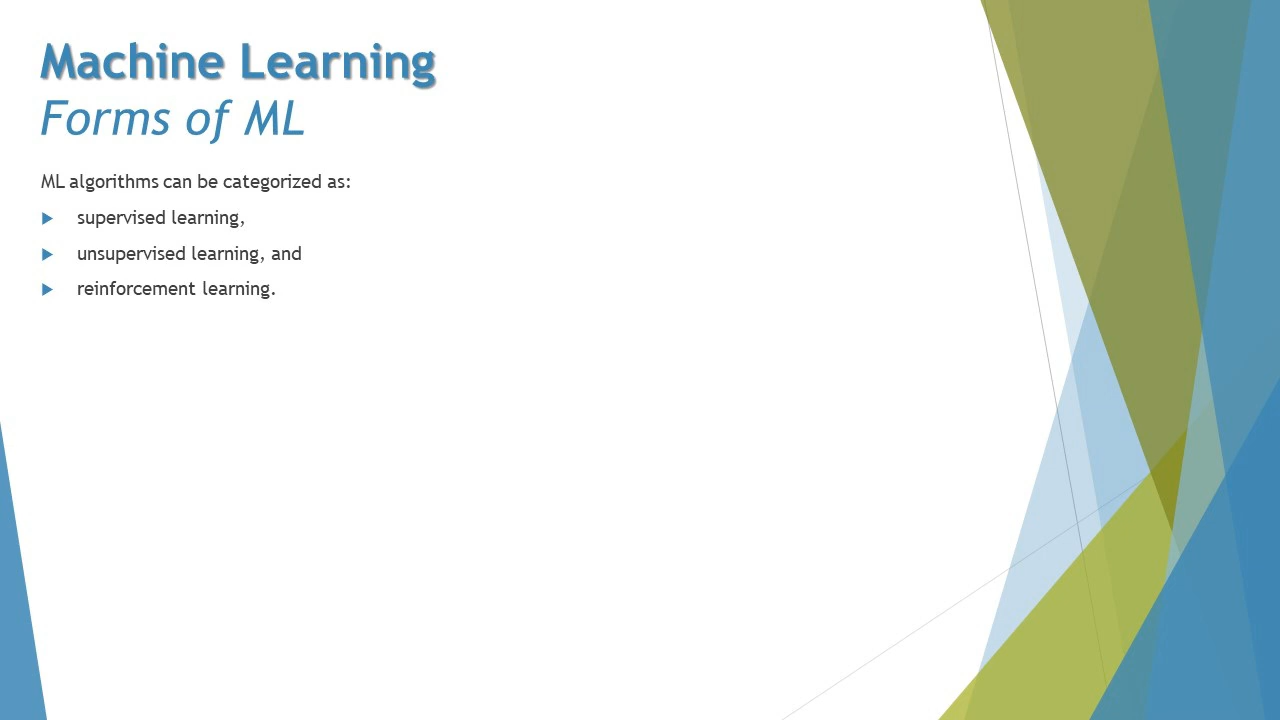 Machine Learning
Forms of ML
ML algorithms can be categorized as:
supervised learning,
unsupervised learning, and
reinforcement learning.